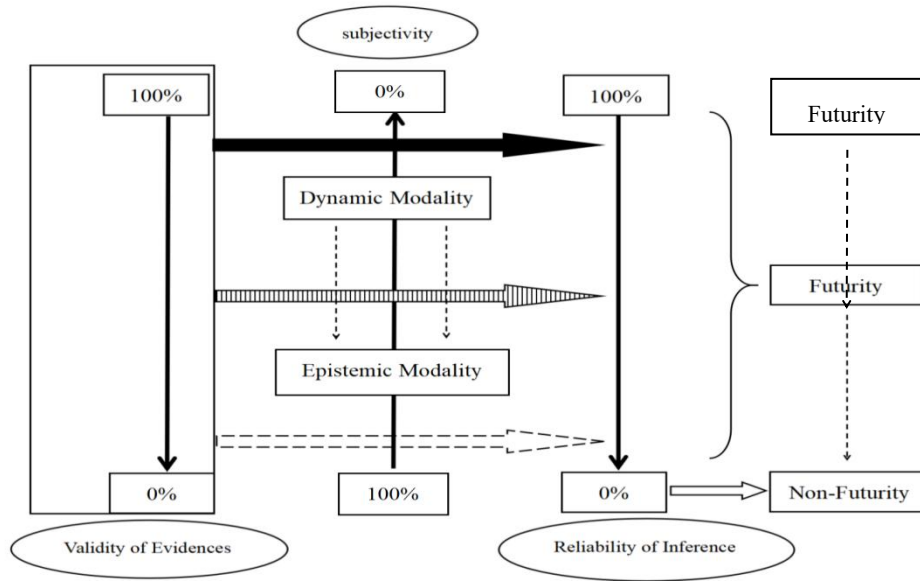 subjectivity
100%
0%
100%
Futurity
Dynamic Modality
Futurity
Epistemic Modality
0%
100%
0%
Non-Futurity
Validity of Evidences
Reliability of Inference